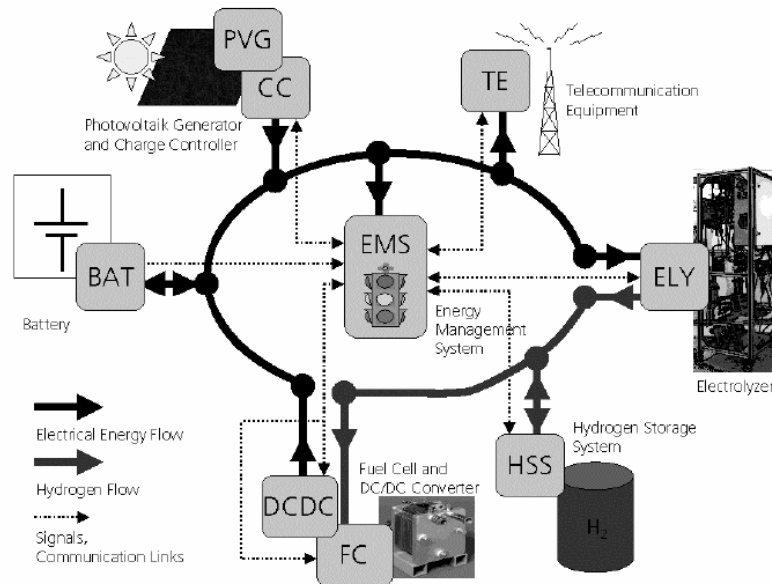 PVG
CC
Photovoltaik Generator
and Charge Controller
TE
Telecommunication
Equipment
EMS
Energy
Management
System
BAT
Battery
ELY
Electrolyzer
Electrical Energy Flow
Hydrogen Flow
Signals,
Communication Links
DCDC
FC
Fuel Cell and
DC/DC Converter
HSS
Hydrogen Storage
System
H2